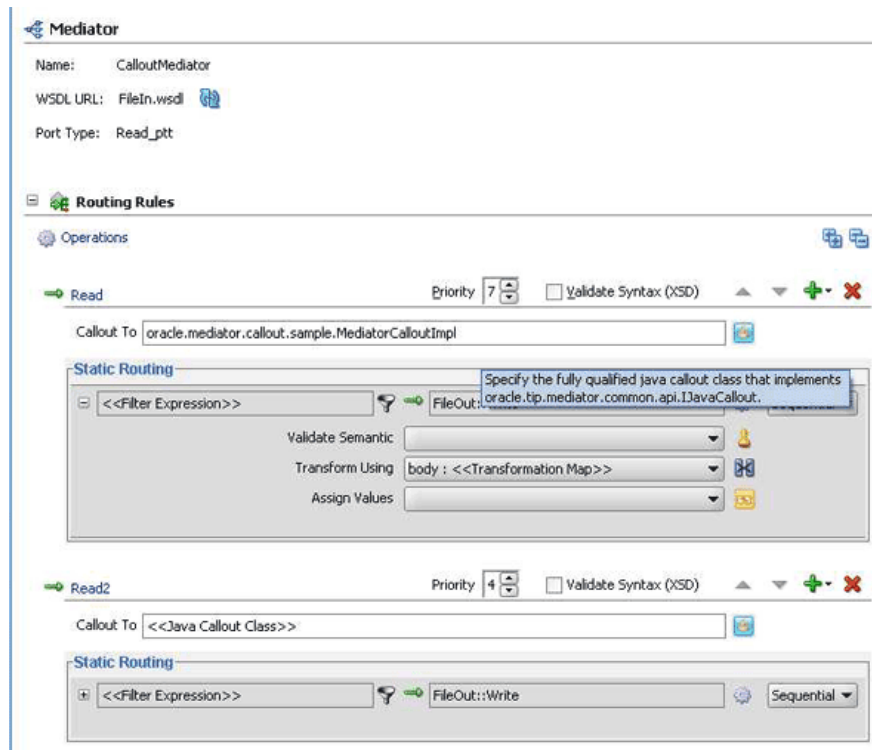 Mediator
Name: CalloutMediator
WSDL URL: FileIn.wsdl
Port Type: Read_ptt
Routing Rules
Operations
Read Priority 7 Validate Syntax (XSD)
Callout To oracle.mediator.callout.sample.MediatorCalloutImpl
Static Routing
Specify the fully qualified java callout class that implements
oracle.tip.mediator.common.api.IJavaCallout.
<<Filter Expression>> FileOut::Write Sequential
Validate Semantic
Transform Using body : <<Transformation Map>>
Assign Values
Read2 Priority 4 Validate Syntax (XSD)
Callout To <<Java Callout Class>>
Static Routing
<<Filter Expression>> FileOut::Write Sequential